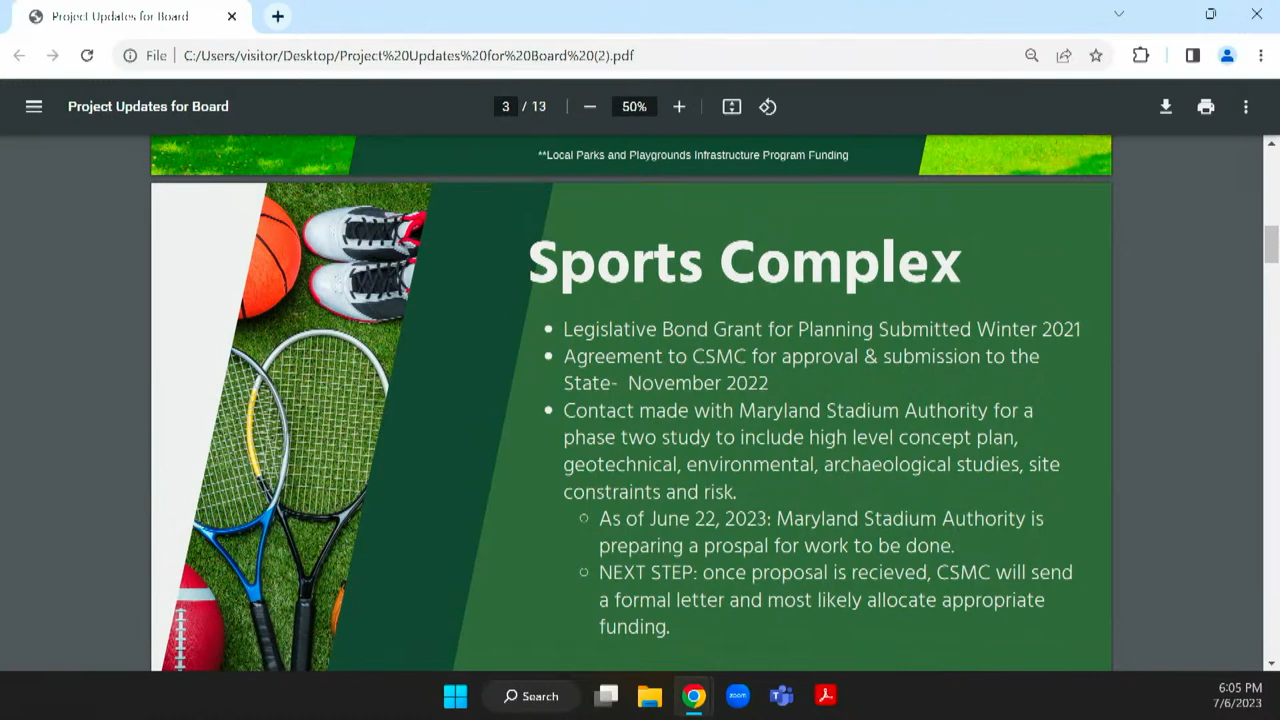 Project Updates for Board
File
C:/Users/visitor/Desktop/Project%20Updates%20for%20Board%20(2).pdf
Project Updates for Board
3 / 13
50%
**Local Parks and Playgrounds Infrastructure Program Funding
Sports Complex
• Legislative Bond Grant for Planning Submitted Winter 2021
• Agreement to CSMC for approval & submission to the
State- November 2022
• Contact made with Maryland Stadium Authority for a
phase two study to include high level concept plan,
geotechnical, environmental, archaeological studies, site
constraints and risk.
○ As of June 22, 2023: Maryland Stadium Authority is
preparing a prospal for work to be done.
○ NEXT STEP: once proposal is recieved, CSMC will send
a formal letter and most likely allocate appropriate
funding.
Search
zoom
6:05 PM
7/6/2023